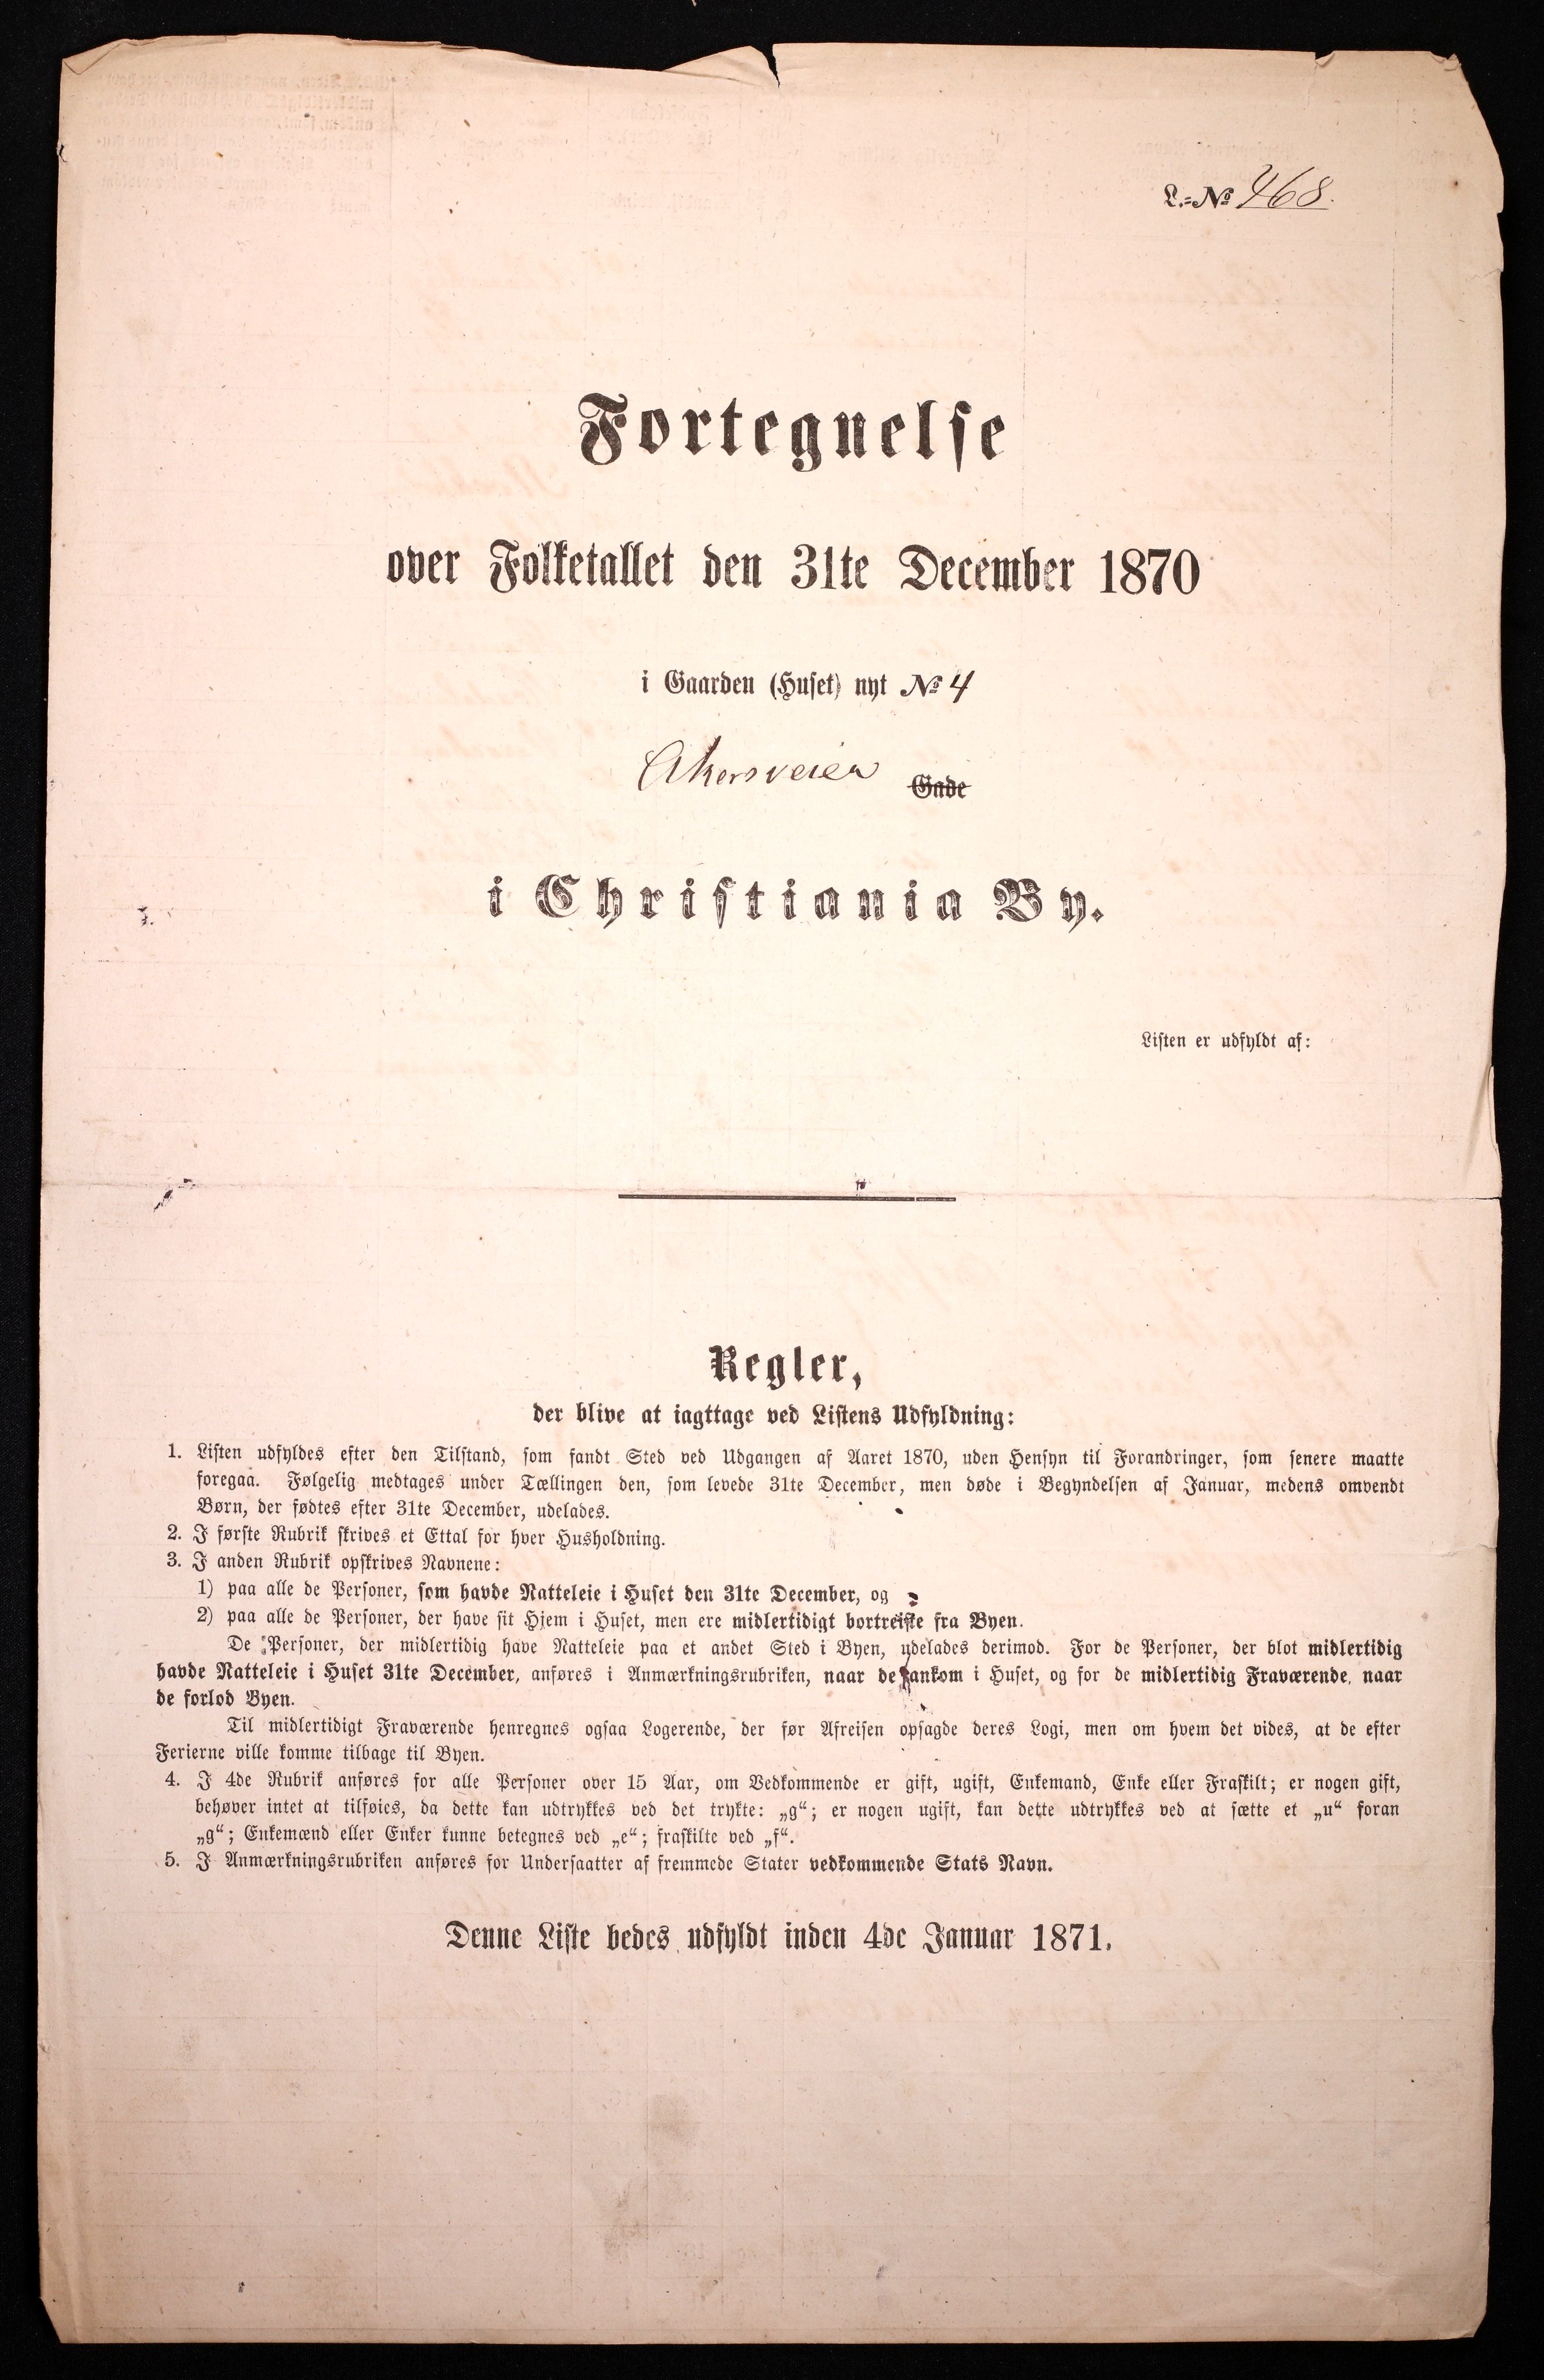 L.=№ 468.
Fortegnelse
over Folketallet den 31te December 1870
i Gaarden (Huset) nyt № 4
Akersveien Gade
i Christiania By.
Listen er udfyldt af:
Regler,
der blive at iagttage ved Listens Udfyldning:
1. Listen udfyldes efter den Tilstand, som fandt Sted ved Udgangen af Aaret 1870, uden Hensyn til Forandringer, som senere maatte
foregaa. Følgelig medtages under Tællingen den, som levede 31te December, men døde i Begyndelsen af Januar, medens omvendt
Børn, der fødtes efter 31te December, udelades.
2. I første Rubrik skrives et Ettal for hver Husholdning.
3. I anden Rubrik opskrives Navnene:
1) paa alle de Personer, som havde Natteleie i Huset den 31te December, og
2) paa alle de Personer, der have sit Hjem i Huset, men ere midlertidigt bortreiste fra Byen.
De Personer, der midlertidig have Natteleie paa et andet Sted i Byen, udelades derimod. For de Personer, der blot midlertidig
havde Natteleie i Huset 31te December, anføres i Anmærkningsrubriken, naar de ankom i Huset, og for de midlertidig Fraværende, naar
de forlod Byen.
Til midlertidigt Fraværende henregnes ogsaa Logerende, der før Afreisen opsagde deres Logi, men om hvem det vides, at de efter
Ferierne ville komme tilbage til Byen.
4. I 4de Rubrik anføres for alle Personer over 15 Aar, om Vedkommende er gift, ugift, Enkemand, Enke eller Fraskilt; er nogen gift,
behøver intet at tilføies, da dette kan udtrykkes ved det trykte: „g“; er nogen ugift, kan dette udtrykkes ved at sætte et „u“ foran
„g“; Enkemænd eller Enker kunne betegnes ved „e“; fraskilte ved „f“.
5. I Anmærkningsrubriken anføres for Undersaatter af fremmede Stater vedkommende Stats Navn.
Denne Liste bedes udfyldt inden 4de Januar 1871.